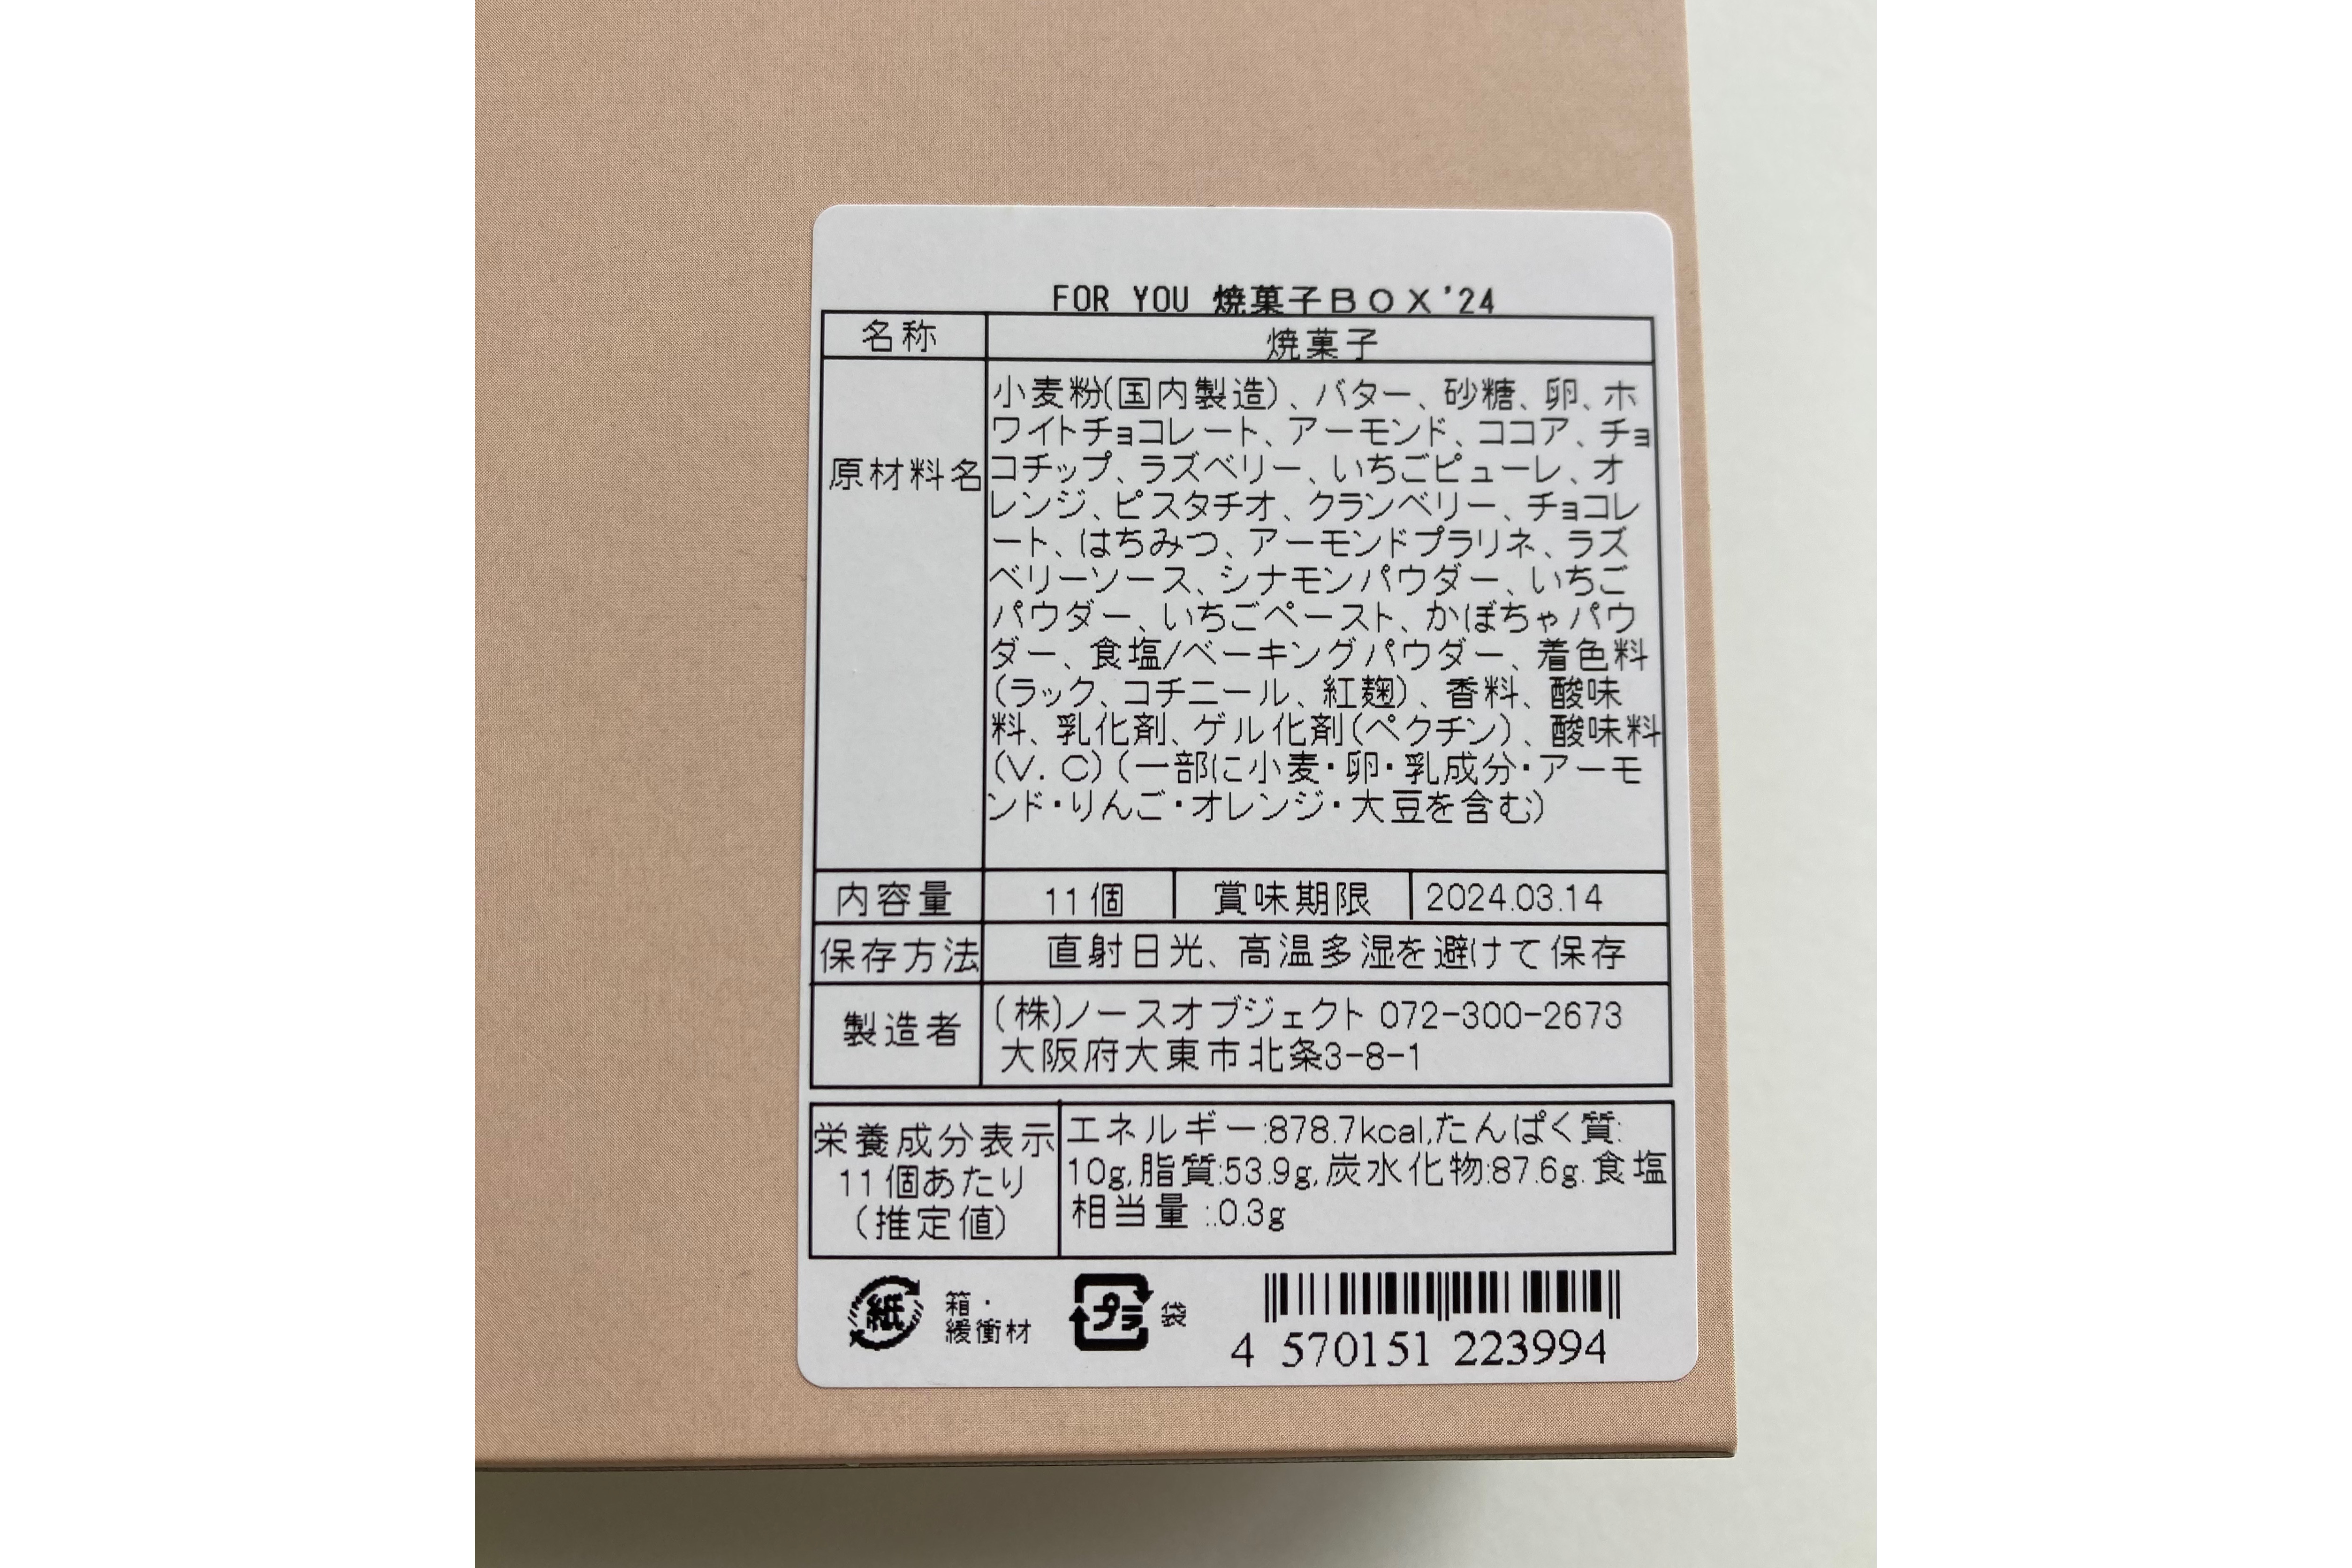 FOR YOU 焼菓子BOX'24
名称 焼菓子
原材料名
小麦粉(国内製造)、バター、砂糖、卵、ホ
ワイトチョコレート、アーモンド、ココア、チョ
コチップ、ラズベリー、いちごピューレ、オ
レンジ、ピスタチオ、クランベリー、チョコレ
ート、はちみつ、アーモンドプラリネ、ラズ
ベリーソース、シナモンパウダー、いちご
パウダー、いちごペースト、かぼちゃパウ
ダー、食塩/ベーキングパウダー、着色料
(ラック、コチニール、紅麹)、香料、酸味
料、乳化剤、ゲル化剤(ペクチン)、酸味料
(V.C)(一部に小麦・卵・乳成分・アーモ
ンド・りんご・オレンジ・大豆を含む)
内容量 11個 賞味期限 2024.03.14
保存方法 直射日光、高温多湿を避けて保存
製造者
(株)ノースオブジェクト 072-300-2673
大阪府大東市北条3-8-1
栄養成分表示
11個あたり
(推定値)
エネルギー:878.7kcal,たんぱく質:
10g,脂質:53.9g,炭水化物:87.6g.食塩
相当量:.0.3g
紙 箱・
緩衝材
プラ 袋
4 570151 223994